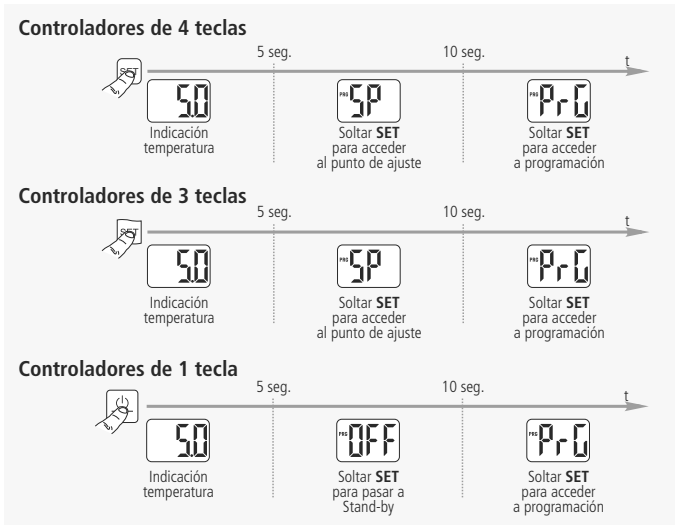 Controladores de 4 teclas
5 seg. 10 seg. t
SET
5.0 PRG SP PRG PrG
Indicación Soltar SET Soltar SET
temperatura para acceder para acceder
al punto de ajuste a programación
Controladores de 3 teclas
5 seg. 10 seg. t
SET
5.0 PRG SP PRG PrG
Indicación Soltar SET Soltar SET
temperatura para acceder para acceder
al punto de ajuste a programación
Controladores de 1 tecla
5 seg. 10 seg. t
5.0 PRG OFF PRG PrG
Indicación Soltar SET Soltar SET
temperatura para pasar a para acceder
Stand-by a programación